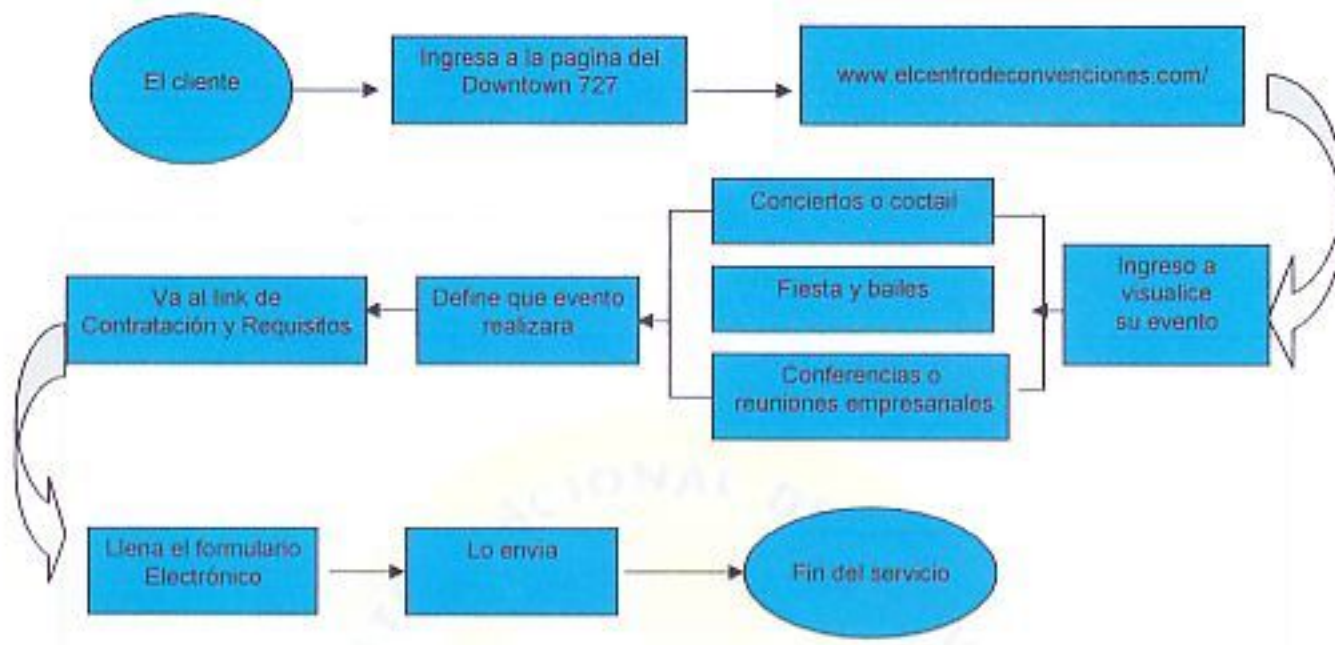 El cliente
Ingresa a la pagina del
Downtown 727
www.elcentrodeconvenciones.com/
Ingreso a
visualice
su evento
Conciertos o coctail
Fiesta y bailes
Conferencias o
reuniones empresariales
Define que evento
realizara
Va al link de
Contratación y Requisitos
Llena el formulario
Electrónico
Lo envia
Fin del servicio